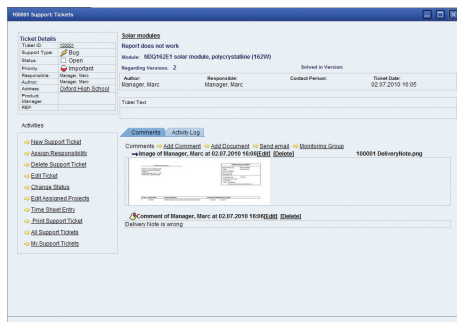 100001 Support: Tickets
Ticket Details
Ticket ID: 100001
Support Type: Bug
Status: Open
Priority: Important
Responsible: Manager, Marc
Author: Manager, Marc
Address: Oxford High School
Product Manager:
REF:
Solar modules
Report does not work
Module: NDQ162E1 solar module, polycrystalline (162W)
Regarding Versions: 2 Solved in Version:
Author: Responsible: Contact Person: Ticket Date:
Manager, Marc Manager, Marc 02.07.2010 16:05
Ticket Text
Activities
New Support Ticket
Assign Responsibility
Delete Support Ticket
Edit Ticket
Change Status
Edit Assigned Projects
Time Sheet Entry
Print Support Ticket
All Support Tickets
My Support Tickets
Comments Activity Log
Comments Add Comment Add Document Send email Monitoring Group
Image of Manager, Marc at 02.07.2010 16:06[Edit] [Delete] 100001 DeliveryNote.png
Comment of Manager, Marc at 02.07.2010 16:06[Edit] [Delete]
Delivery Note is wrong